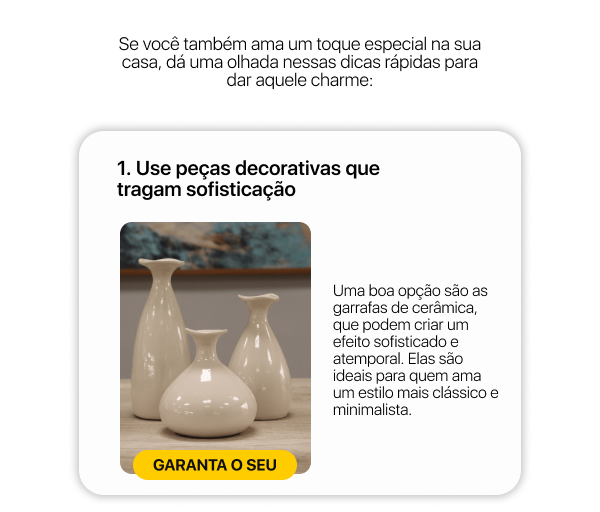 Se você também ama um toque especial na sua
casa, dá uma olhada nessas dicas rápidas para
dar aquele charme:
1. Use peças decorativas que
tragam sofisticação
Uma boa opção são as
garrafas de cerâmica,
que podem criar um
efeito sofisticado e
atemporal. Elas são
ideais para quem ama
um estilo mais clássico e
minimalista.
GARANTA O SEU